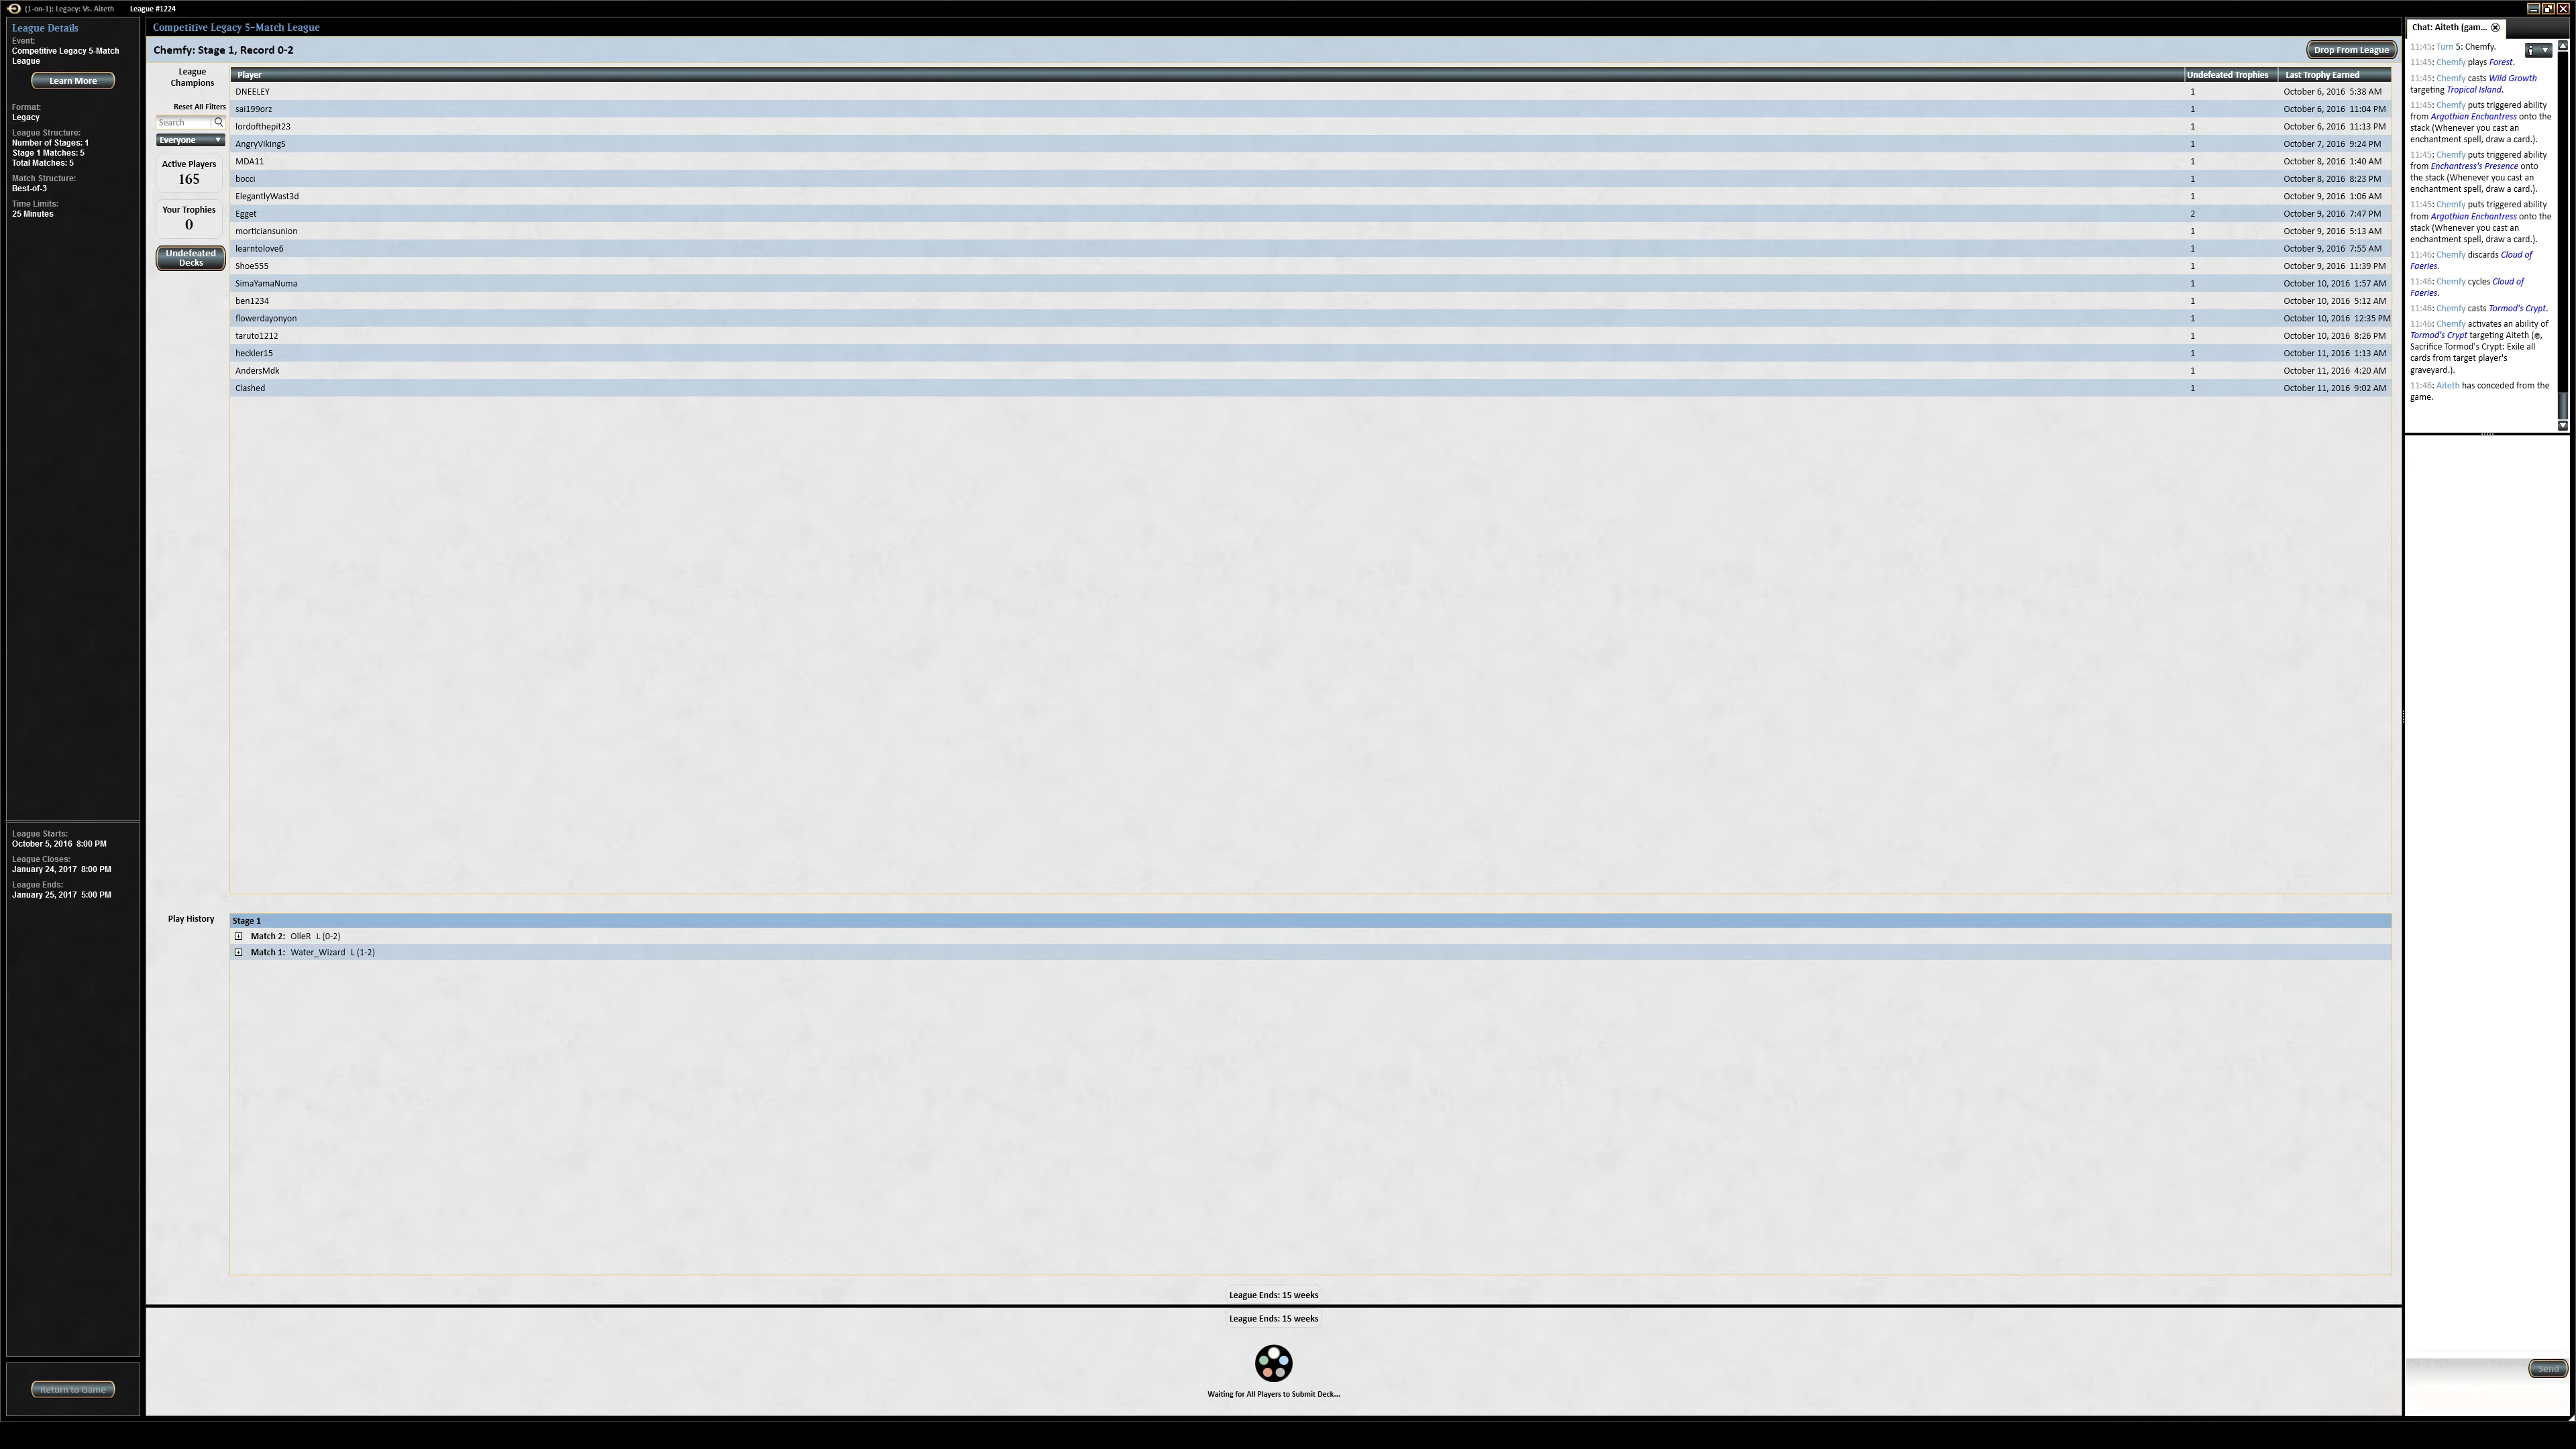 (1-on-1): Legacy: Vs. Aiteth League #1224
League Details
Event:
Competitive Legacy 5-Match
League
Learn More
Format:
Legacy
League Structure:
Number of Stages: 1
Stage 1 Matches: 5
Total Matches: 5
Match Structure:
Best-of-3
Time Limits:
25 Minutes
League Starts:
October 5, 2016 8:00 PM
League Closes:
January 24, 2017 8:00 PM
League Ends:
January 25, 2017 5:00 PM
Return to Game
Competitive Legacy 5-Match League
Chemfy: Stage 1, Record 0-2
Drop From League
League
Champions
Reset All Filters
Search
Everyone
Active Players
165
Your Trophies
0
Undefeated
Decks
Player Undefeated Trophies Last Trophy Earned
DNEELEY 1 October 6, 2016 5:38 AM
sai199orz 1 October 6, 2016 11:04 PM
lordofthepit23 1 October 6, 2016 11:13 PM
AngryVikingS 1 October 7, 2016 9:24 PM
MDA11 1 October 8, 2016 1:40 AM
bocci 1 October 8, 2016 8:23 PM
ElegantlyWast3d 1 October 9, 2016 1:06 AM
Egget 2 October 9, 2016 7:47 PM
morticiansunion 1 October 9, 2016 5:13 AM
learntolove6 1 October 9, 2016 7:55 AM
Shoe555 1 October 9, 2016 11:39 PM
SimaYamaNuma 1 October 10, 2016 1:57 AM
ben1234 1 October 10, 2016 5:12 AM
flowerdayonyon 1 October 10, 2016 12:35 PM
taruto1212 1 October 10, 2016 8:26 PM
heckler15 1 October 11, 2016 1:13 AM
AndersMdk 1 October 11, 2016 4:20 AM
Clashed 1 October 11, 2016 9:02 AM
Play History
Stage 1
Match 2: OlleR L (0-2)
Match 1: Water_Wizard L (1-2)
League Ends: 15 weeks
League Ends: 15 weeks
Waiting for All Players to Submit Deck...
Chat: Aiteth (gam...
11:45: Turn 5: Chemfy.
11:45: Chemfy plays Forest.
11:45: Chemfy casts Wild Growth
targeting Tropical Island.
11:45: Chemfy puts triggered ability
from Argothian Enchantress onto the
stack (Whenever you cast an
enchantment spell, draw a card.).
11:45: Chemfy puts triggered ability
from Enchantress's Presence onto
the stack (Whenever you cast an
enchantment spell, draw a card.).
11:45: Chemfy puts triggered ability
from Argothian Enchantress onto the
stack (Whenever you cast an
enchantment spell, draw a card.).
11:46: Chemfy discards Cloud of
Faeries.
11:46: Chemfy cycles Cloud of
Faeries.
11:46: Chemfy casts Tormod's Crypt.
11:46: Chemfy activates an ability of
Tormod's Crypt targeting Aiteth (,
Sacrifice Tormod's Crypt: Exile all
cards from target player's
graveyard.).
11:46: Aiteth has conceded from the
game.
Send